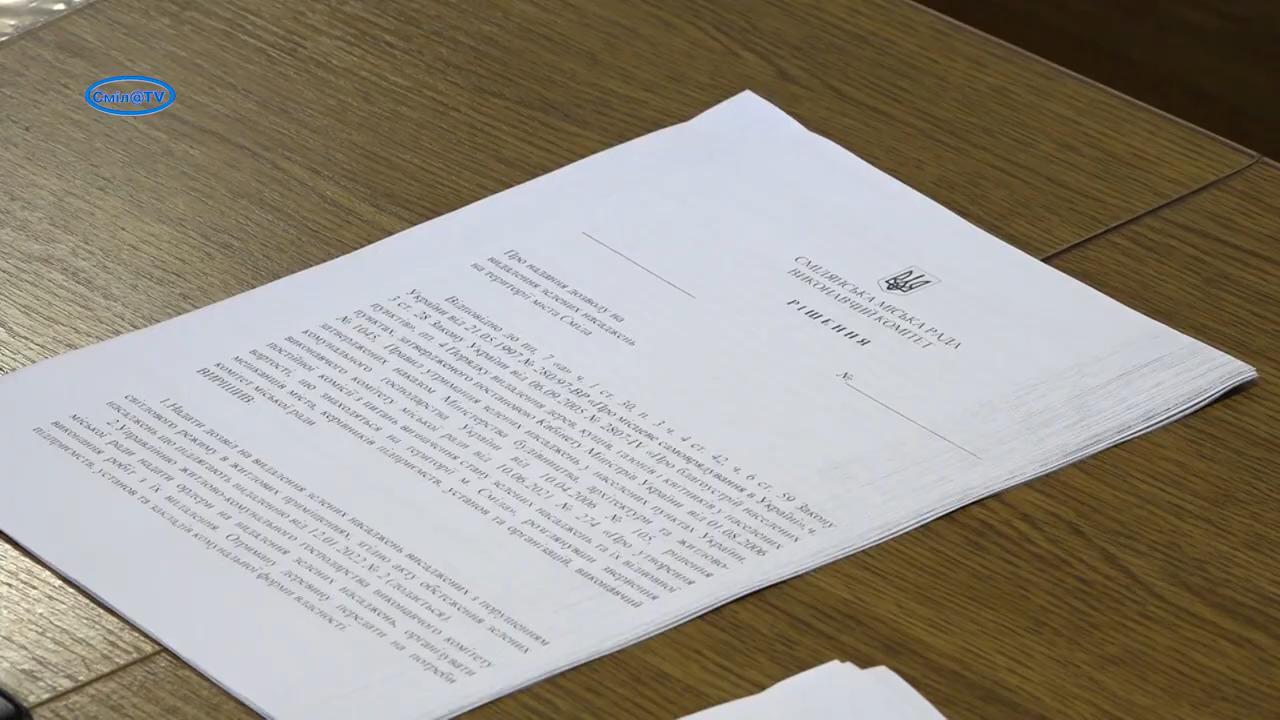 Сміл@TV
СМІЛЯНСЬКА МІСЬКА РАДА
ВИКОНАВЧИЙ КОМІТЕТ
РІШЕННЯ
№
Про надання дозволу на
видалення зелених насаджень
на території міста Сміла
Відповідно до пп. 7 «а» ч. 1 ст. 30, п. 3 ч. 4 ст. 42, ч. 6 ст. 59 Закону
України від 21.05.1997 № 280/97-ВР «Про місцеве самоврядування в Україні», ч.
3 ст. 28 Закону України від 06.09.2005 № 2807-IV «Про благоустрій населених
пунктів», пп. 4 Порядку видалення дерев, кущів, газонів і квітників у населених
пунктах, затвердженого постановою Кабінету Міністрів України від 01.08.2006
№ 1045, Правил утримання зелених насаджень у населених пунктах України,
затверджених наказом Міністерства будівництва, архітектури та житлово-
комунального господарства України від 10.04.2006 № 105, рішення
виконавчого комітету міської ради від 10.06.2021 № 274 «Про утворення
постійної комісії з питань визначення стану зелених насаджень та їх відновної
вартості, що знаходяться на території м. Сміла», розглянувши звернення
мешканців міста, керівників підприємств, установ та організацій, виконавчий
комітет міської ради
ВИРІШИВ:
1. Надати дозвіл на видалення зелених насаджень висаджених з порушенням
світлового режиму в житлових приміщеннях, згідно акту обстеження зелених
насаджень що підлягають видаленню від 12.01.2022 № 2 (додається).
2. Управлінню житлово-комунального господарства виконавчого комітету
міської ради надати ордери на видалення зелених насаджень, організувати
виконання робіт з їх видалення. Отриману деревину передати на потреби
підприємств, установ та закладів комунальної форми власності.